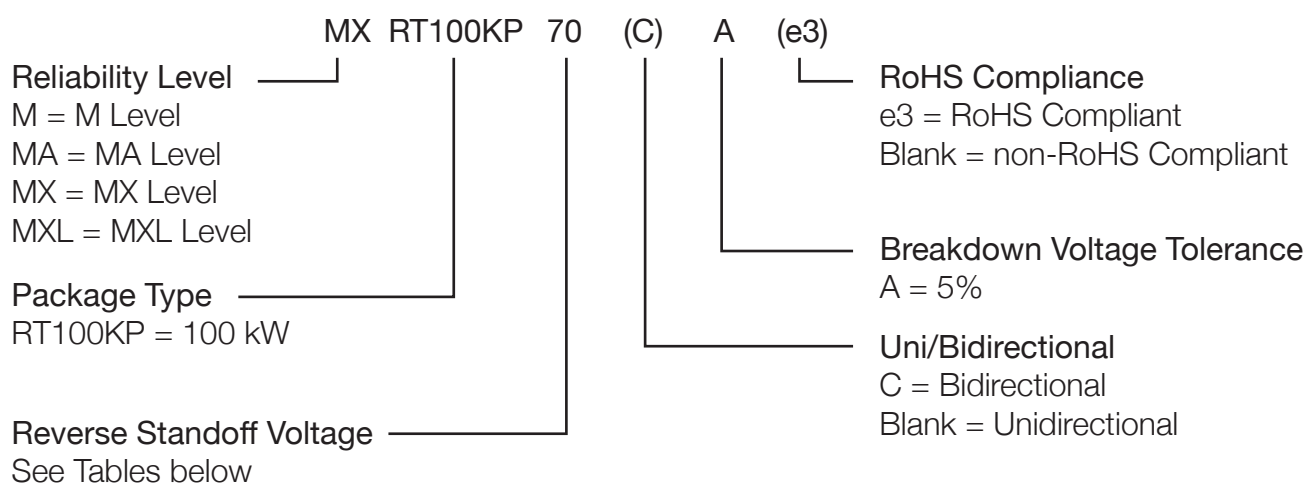 MX RT100KP 70 (C) A (e3)
Reliability Level
M = M Level
MA = MA Level
MX = MX Level
MXL = MXL Level
Package Type
RT100KP = 100 kW
Reverse Standoff Voltage
See Tables below
RoHS Compliance
e3 = RoHS Compliant
Blank = non-RoHS Compliant
Breakdown Voltage Tolerance
A = 5%
Uni/Bidirectional
C = Bidirectional
Blank = Unidirectional